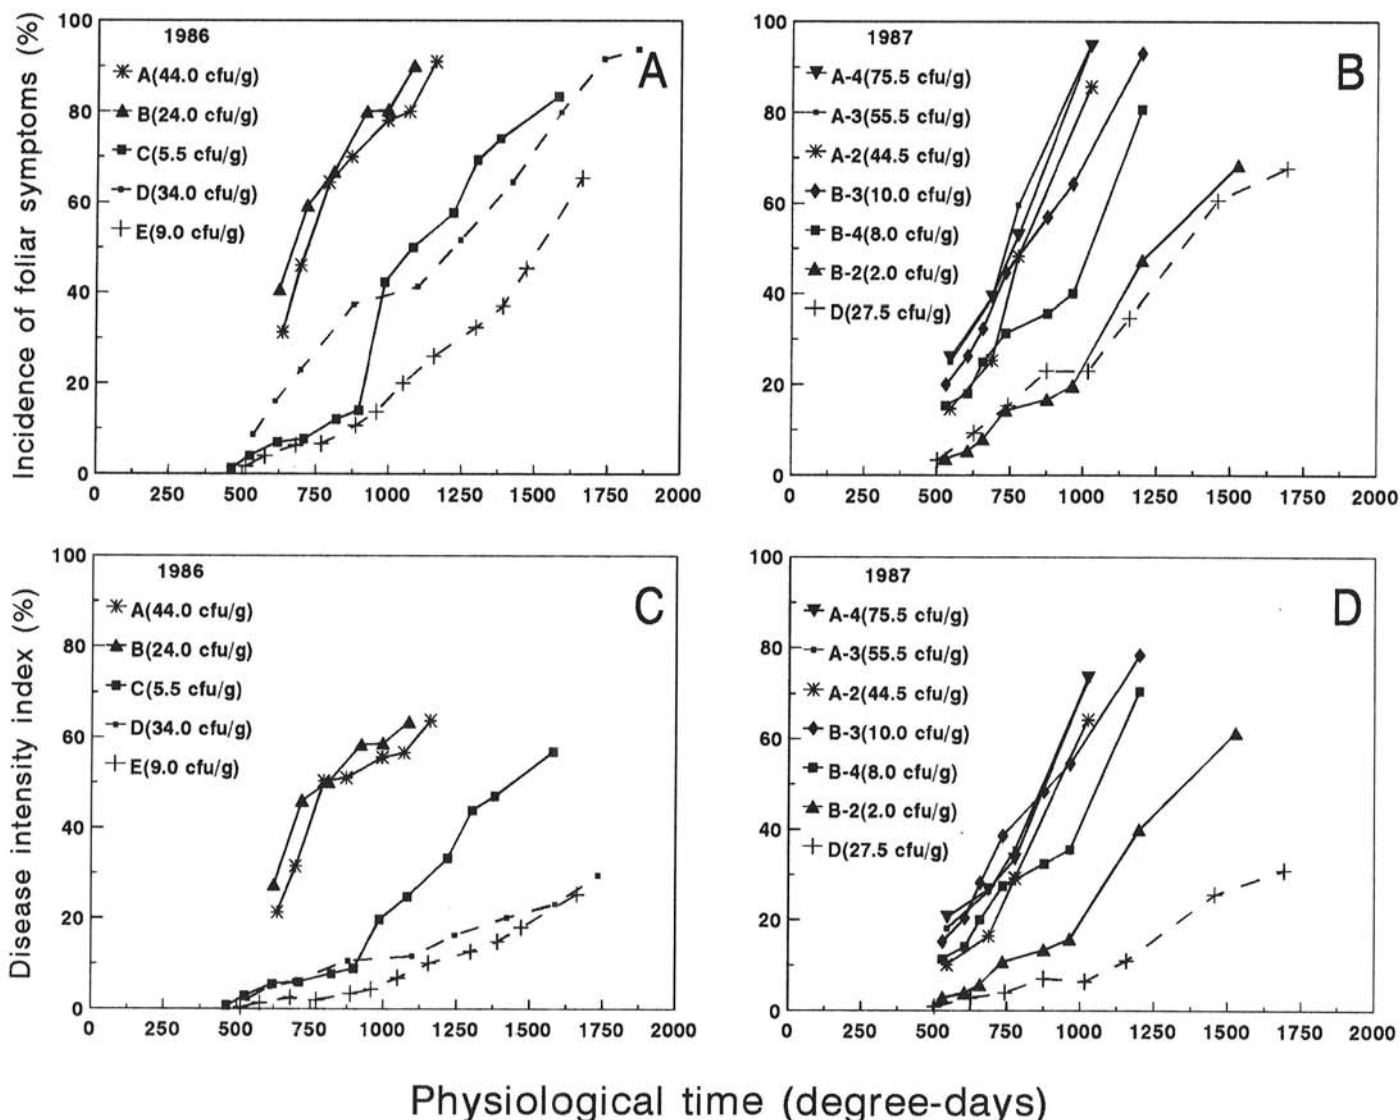 Incidence of foliar symptoms (%)
100
80
60
40
20
0
1986
A
A(44.0 cfu/g)
B(24.0 cfu/g)
C(5.5 cfu/g)
D(34.0 cfu/g)
E(9.0 cfu/g)
0 250 500 750 1000 1250 1500 1750 2000
100
80
60
40
20
0
1987
B
A-4(75.5 cfu/g)
A-3(55.5 cfu/g)
A-2(44.5 cfu/g)
B-3(10.0 cfu/g)
B-4(8.0 cfu/g)
B-2(2.0 cfu/g)
D(27.5 cfu/g)
0 250 500 750 1000 1250 1500 1750 2000
Disease intensity index (%)
100
80
60
40
20
0
1986
C
A(44.0 cfu/g)
B(24.0 cfu/g)
C(5.5 cfu/g)
D(34.0 cfu/g)
E(9.0 cfu/g)
0 250 500 750 1000 1250 1500 1750 2000
100
80
60
40
20
0
1987
D
A-4(75.5 cfu/g)
A-3(55.5 cfu/g)
A-2(44.5 cfu/g)
B-3(10.0 cfu/g)
B-4(8.0 cfu/g)
B-2(2.0 cfu/g)
D(27.5 cfu/g)
0 250 500 750 1000 1250 1500 1750 2000
Physiological time (degree-days)